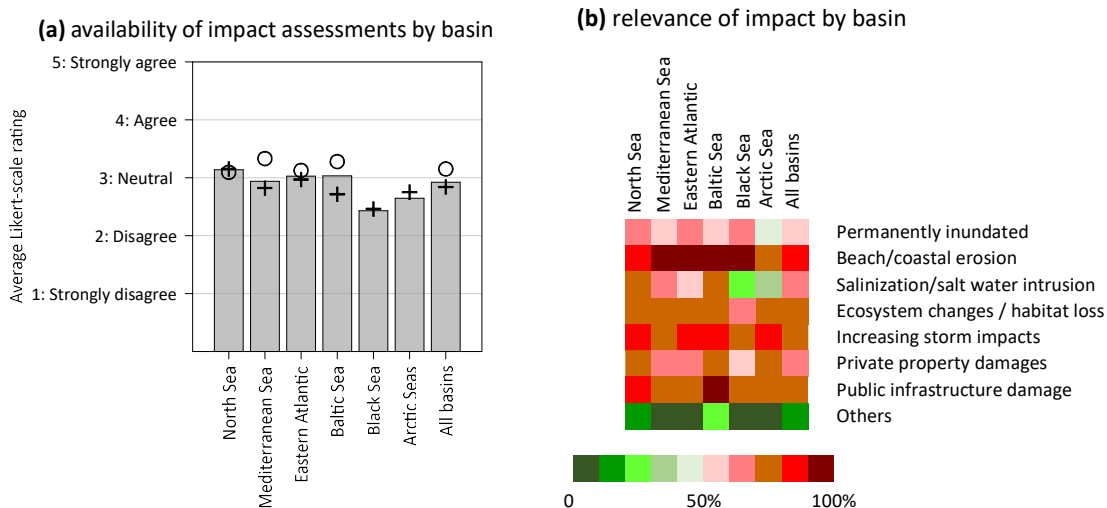 (a) availability of impact assessments by basin
Average Likert-scale rating
5: Strongly agree
4: Agree
3: Neutral
2: Disagree
1: Strongly disagree
North Sea
Mediterranean Sea
Eastern Atlantic
Baltic Sea
Black Sea
Arctic Seas
All basins
(b) relevance of impact by basin
North Sea
Mediterranean Sea
Eastern Atlantic
Baltic Sea
Black Sea
Arctic Sea
All basins
Permanently inundated
Beach/coastal erosion
Salinization/salt water intrusion
Ecosystem changes / habitat loss
Increasing storm impacts
Private property damages
Public infrastructure damage
Others
0 50% 100%